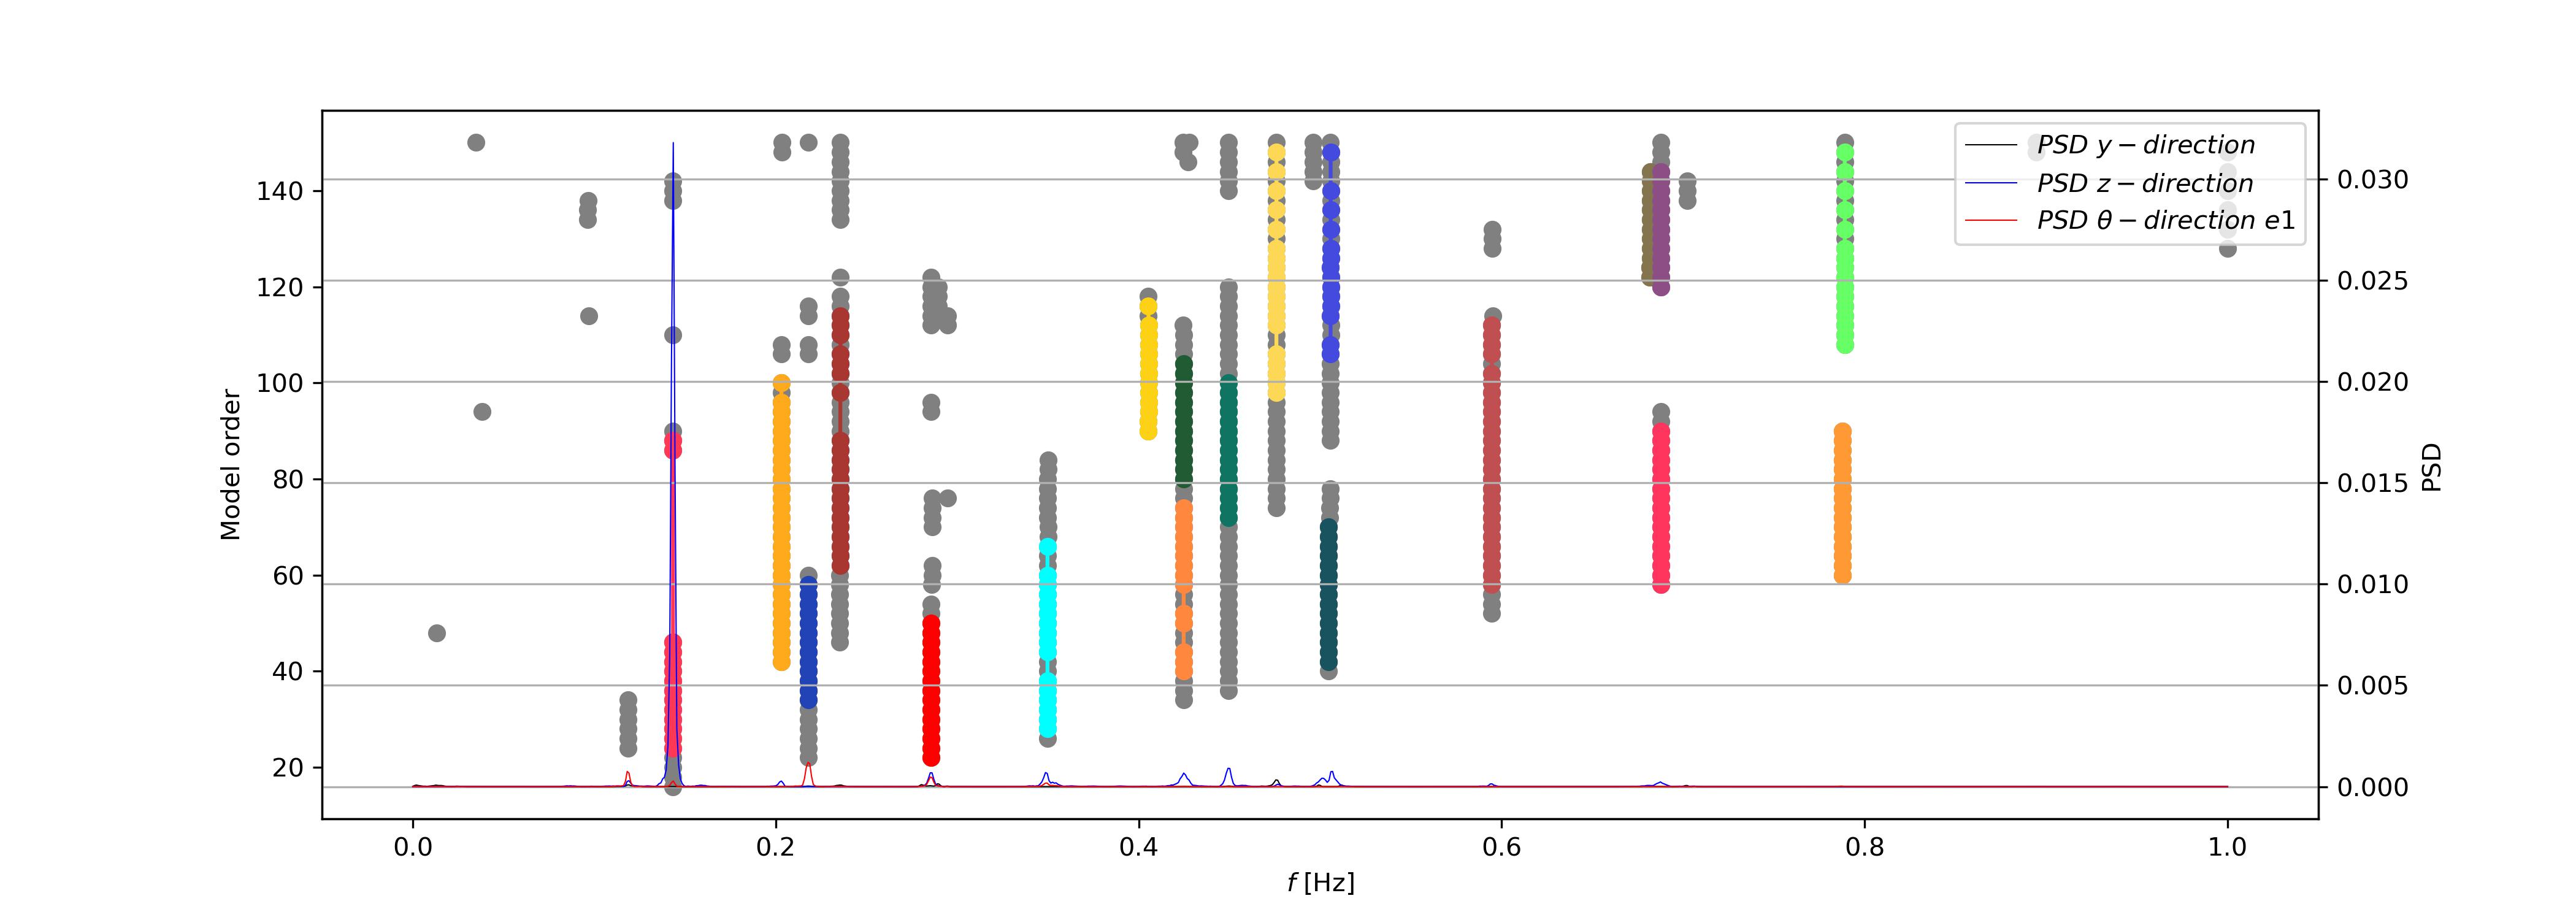 PSD y − direction
PSD z − direction
PSD θ − direction e1
Model order
140
120
100
80
60
40
20
0.030
0.025
0.020
0.015
0.010
0.005
0.000
PSD
0.0 0.2 0.4 0.6 0.8 1.0
f [Hz]